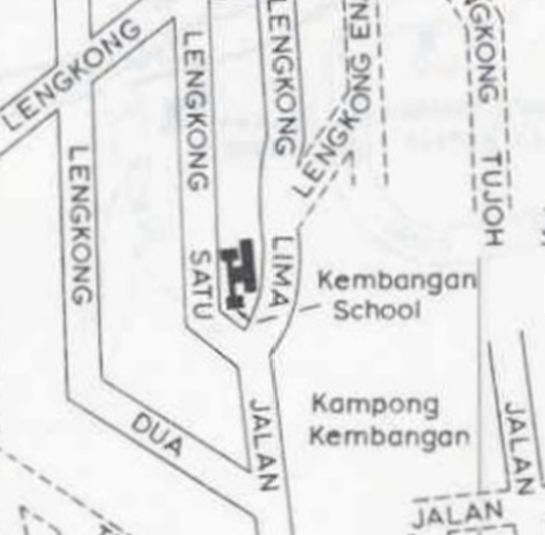 LENGKONG
LENGKONG
SATU
LENGKONG
LIMA
LENGKONG EN
GKONG
TUJOH
LENGKONG
DUA
Kembangan
School
JALAN
Kampong
Kembangan
JALAN
JALAN